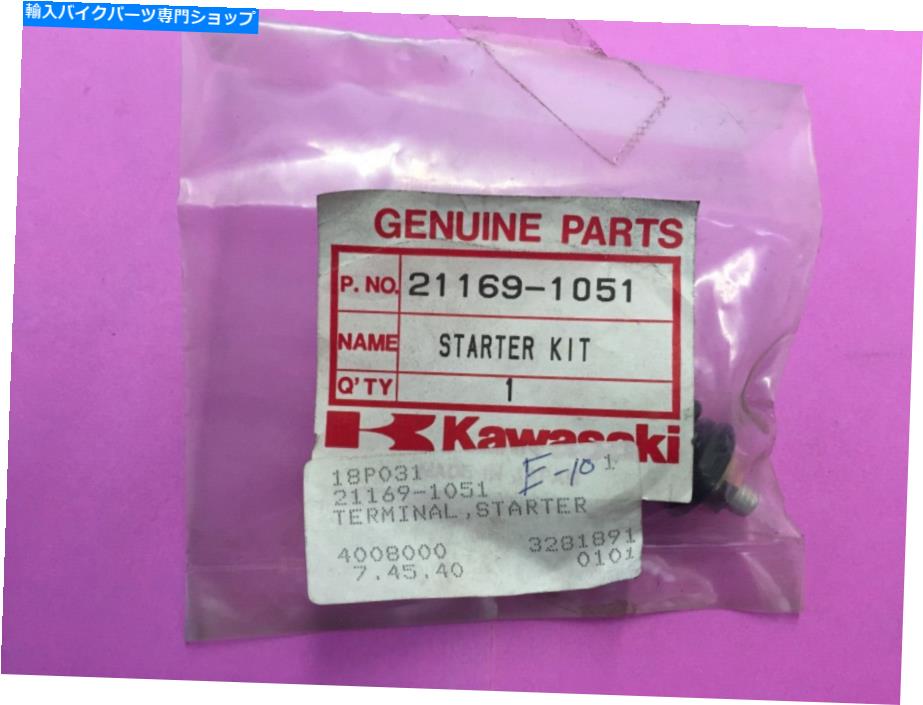 輸入バイクパーツ専門ショップ
GENUINE PARTS
P. NO. 21169-1051
NAME STARTER KIT
Q'TY 1
Kawasaki
18P031 E-10 1
21169-1051
TERMINAL,STARTER
4008000 3281891
7.45.40 0101